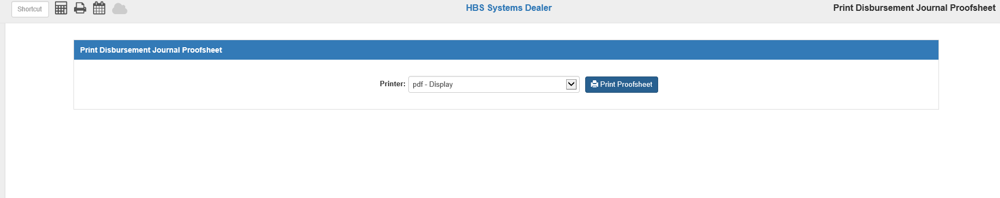 Shortcut
HBS Systems Dealer
Print Disbursement Journal Proofsheet
Print Disbursement Journal Proofsheet
Printer: pdf - Display Print Proofsheet